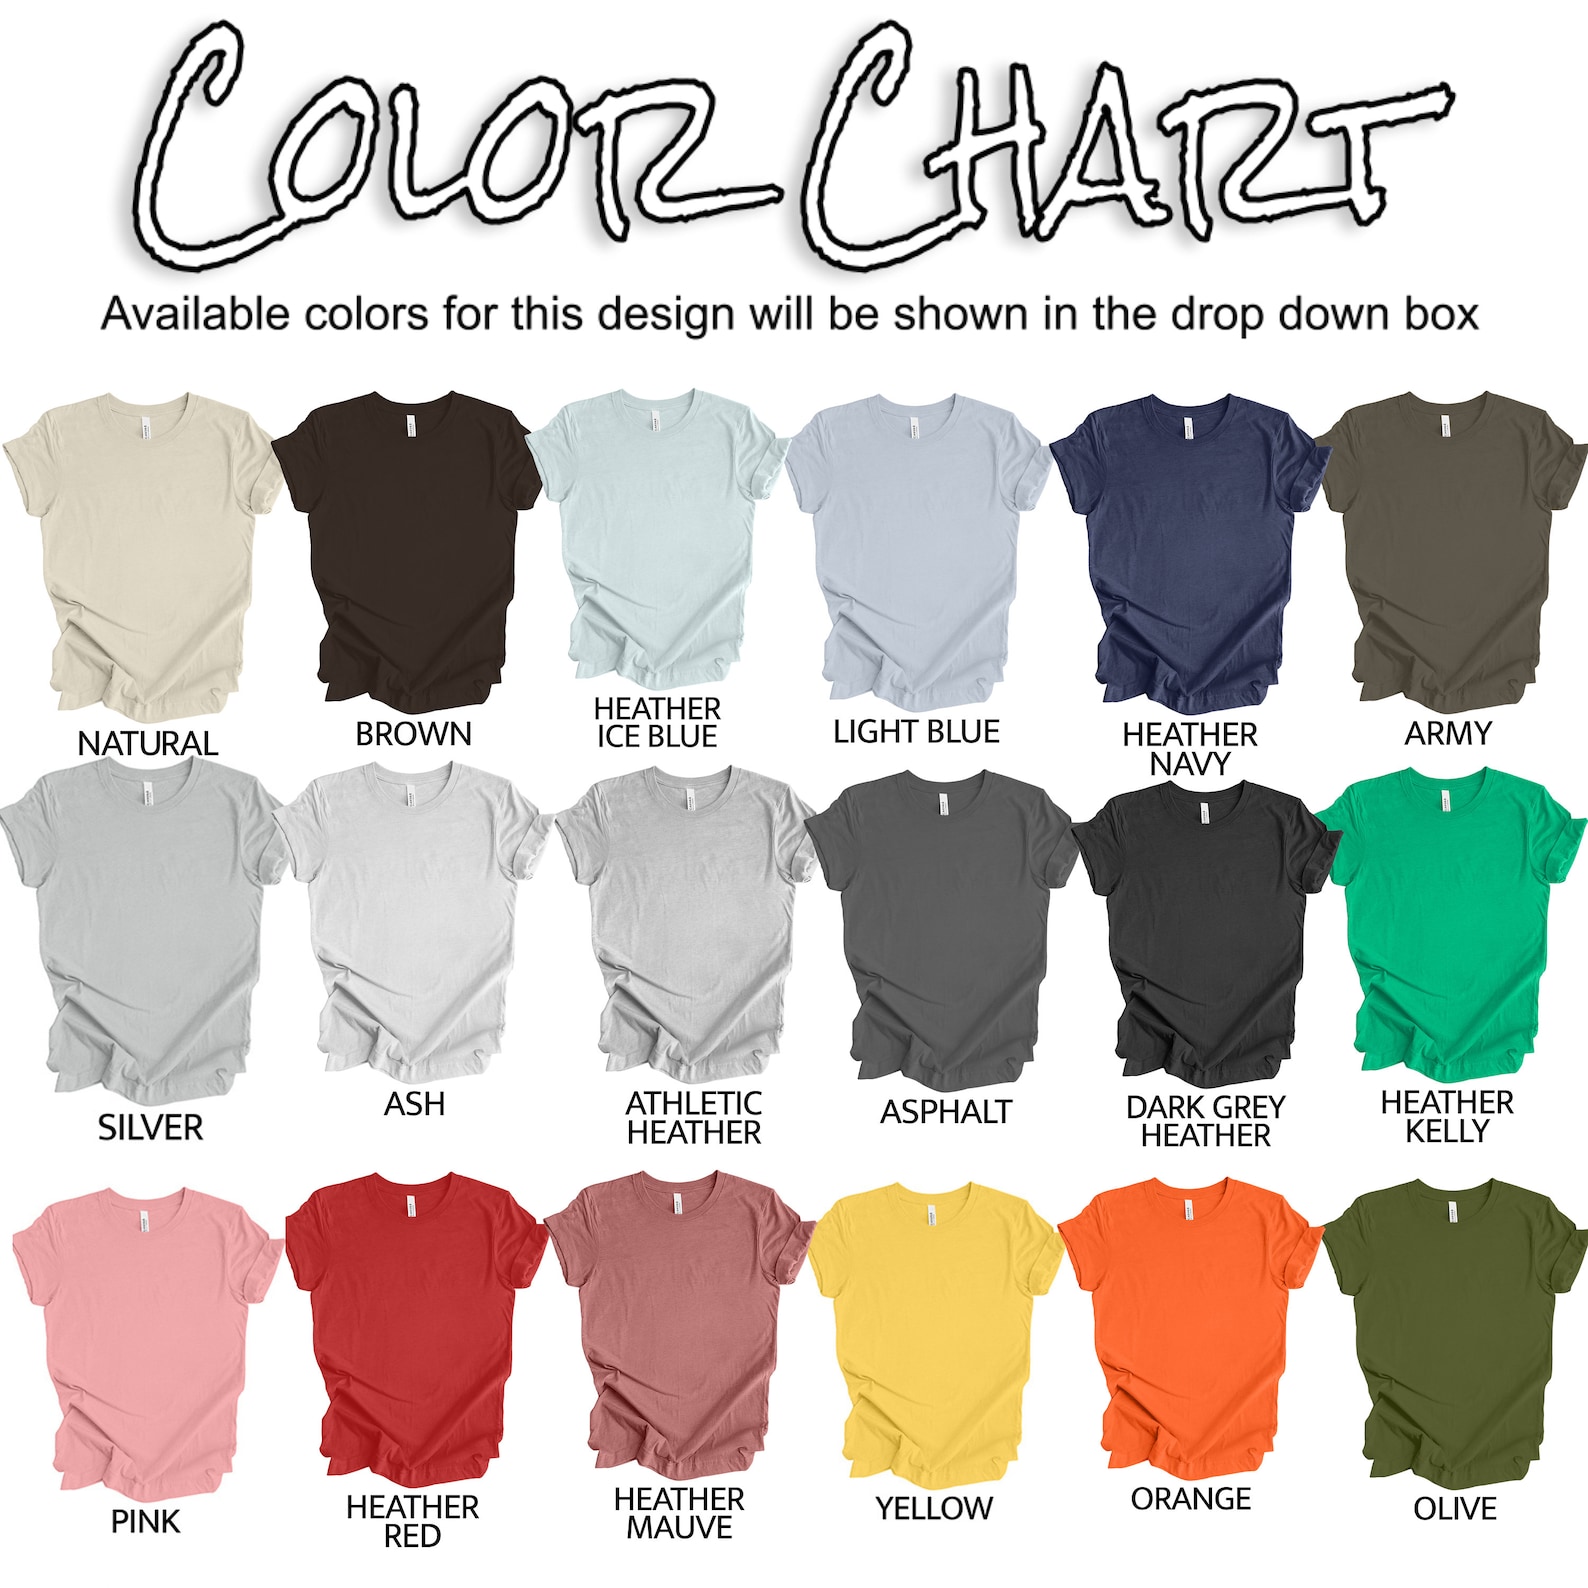 COLOR CHART
Available colors for this design will be shown in the drop down box
NATURAL
BROWN
HEATHER
ICE BLUE
LIGHT BLUE
HEATHER
NAVY
ARMY
SILVER
ASH
ATHLETIC
HEATHER
ASPHALT
DARK GREY
HEATHER
HEATHER
KELLY
PINK
HEATHER
RED
HEATHER
MAUVE
YELLOW
ORANGE
OLIVE